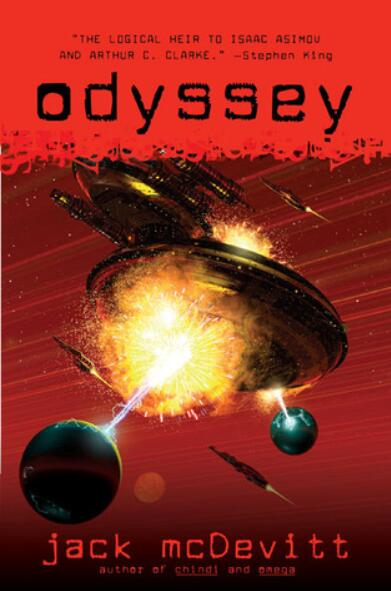 "THE LOGICAL HEIR TO ISAAC ASIMOV
AND ARTHUR C. CLARKE." —Stephen King
odyssey
jack mcDevitt
author of chindi and omega